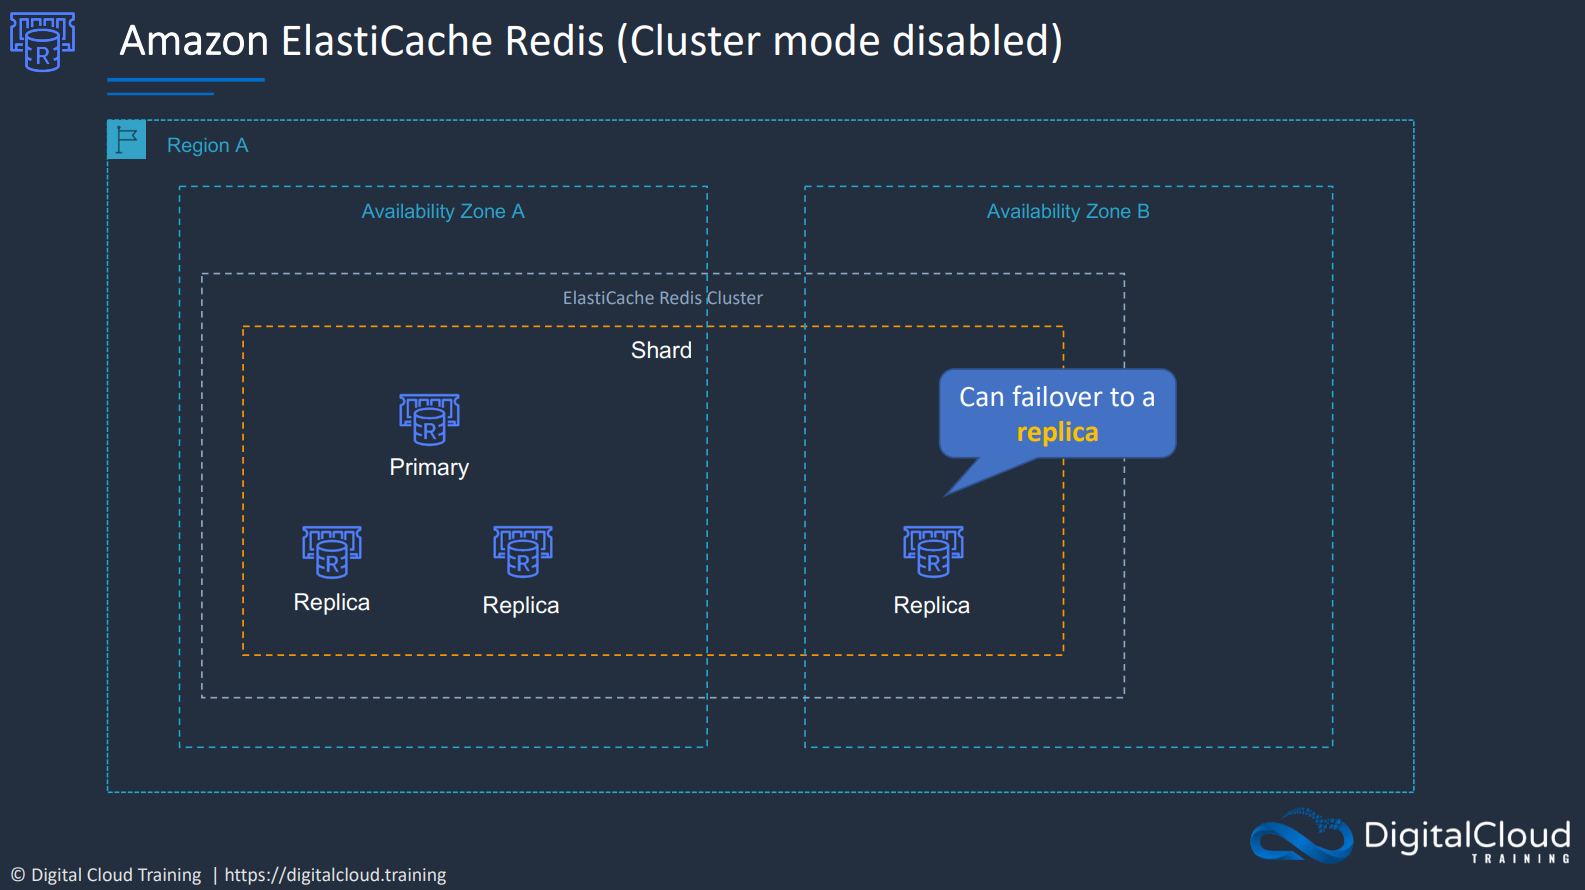 R
Amazon ElastiCache Redis (Cluster mode disabled)
Region A
Availability Zone A
Availability Zone B
ElastiCache Redis Cluster
Shard
Can failover to a
replica
R
Primary
R
Replica
R
Replica
R
Replica
DigitalCloud
TRAINING
© Digital Cloud Training | https://digitalcloud.training